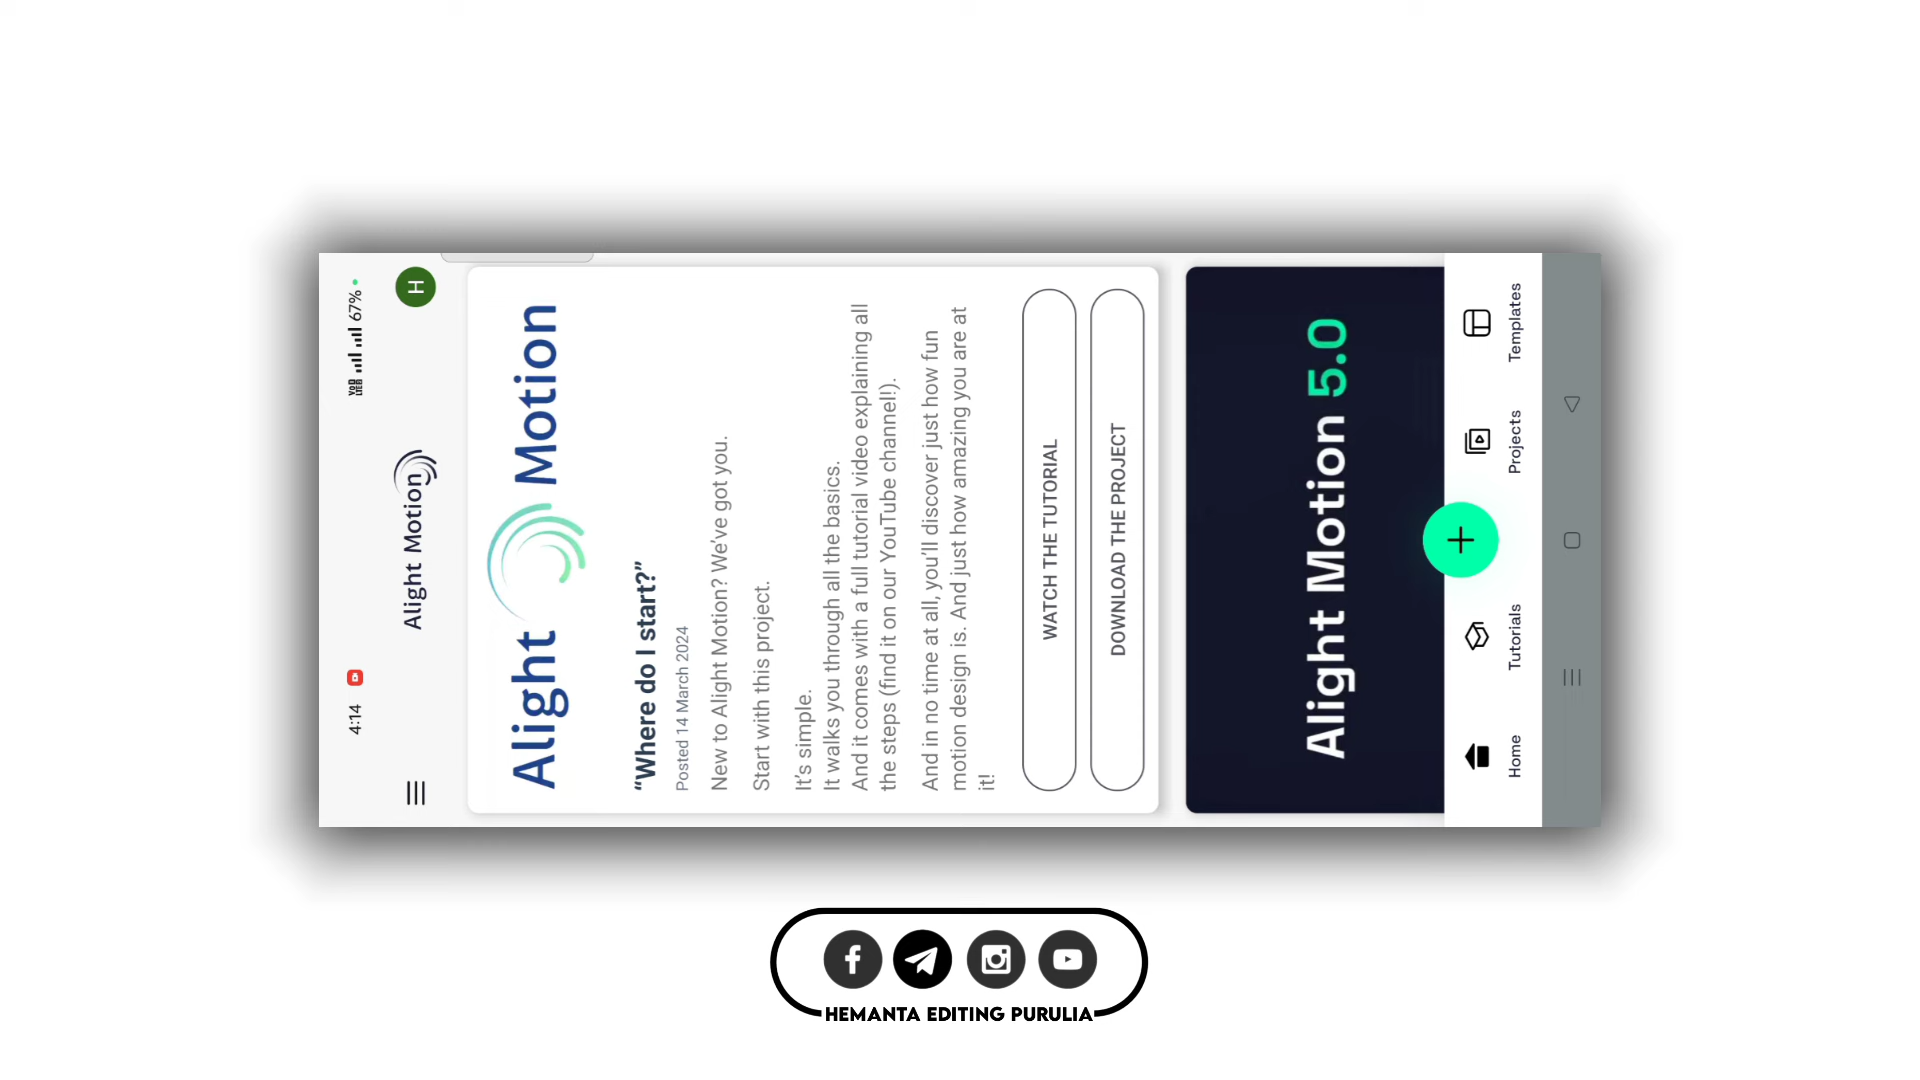 4:14
VoD LTE
67%
Alight Motion
H
Alight Motion
“Where do I start?”
Posted 14 March 2024
New to Alight Motion? We’ve got you.
Start with this project.
It’s simple.
It walks you through all the basics.
And it comes with a full tutorial video explaining all
the steps (find it on our YouTube channel!).
And in no time at all, you’ll discover just how fun
motion design is. And just how amazing you are at
it!
WATCH THE TUTORIAL
DOWNLOAD THE PROJECT
Alight Motion 5.0
Home
Tutorials
Projects
Templates
HEMANTA EDITING PURULIA